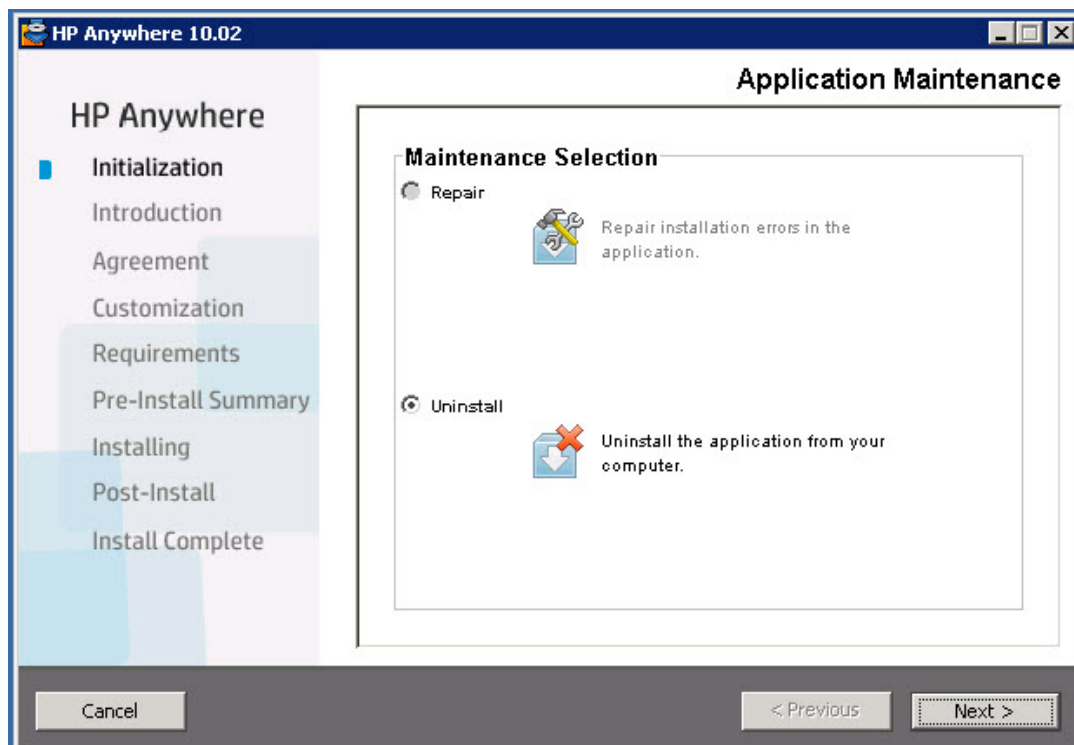 HP Anywhere 10.02
Application Maintenance
HP Anywhere
Initialization
Introduction
Agreement
Customization
Requirements
Pre-Install Summary
Installing
Post-Install
Install Complete
Maintenance Selection
Repair
Repair installation errors in the
application.
Uninstall
Uninstall the application from your
computer.
Cancel
< Previous
Next >